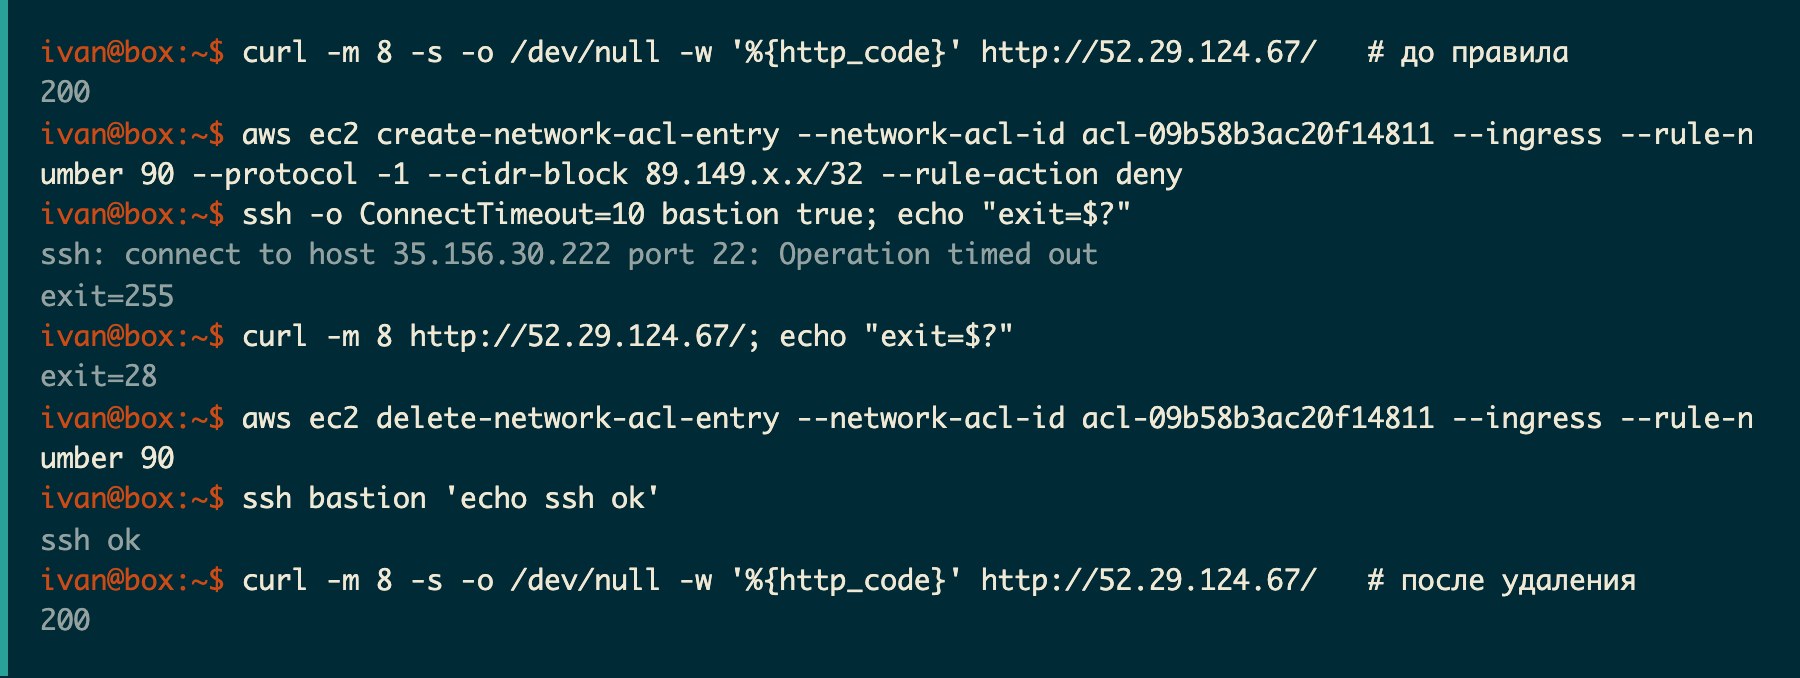 ivan@box:~$ curl -m 8 -s -o /dev/null -w '%{http_code}' http://52.29.124.67/   # до правила
200
ivan@box:~$ aws ec2 create-network-acl-entry --network-acl-id acl-09b58b3ac20f14811 --ingress --rule-n
umber 90 --protocol -1 --cidr-block 89.149.x.x/32 --rule-action deny
ivan@box:~$ ssh -o ConnectTimeout=10 bastion true; echo "exit=$?"
ssh: connect to host 35.156.30.222 port 22: Operation timed out
exit=255
ivan@box:~$ curl -m 8 http://52.29.124.67/; echo "exit=$?"
exit=28
ivan@box:~$ aws ec2 delete-network-acl-entry --network-acl-id acl-09b58b3ac20f14811 --ingress --rule-n
umber 90
ivan@box:~$ ssh bastion 'echo ssh ok'
ssh ok
ivan@box:~$ curl -m 8 -s -o /dev/null -w '%{http_code}' http://52.29.124.67/   # после удаления
200